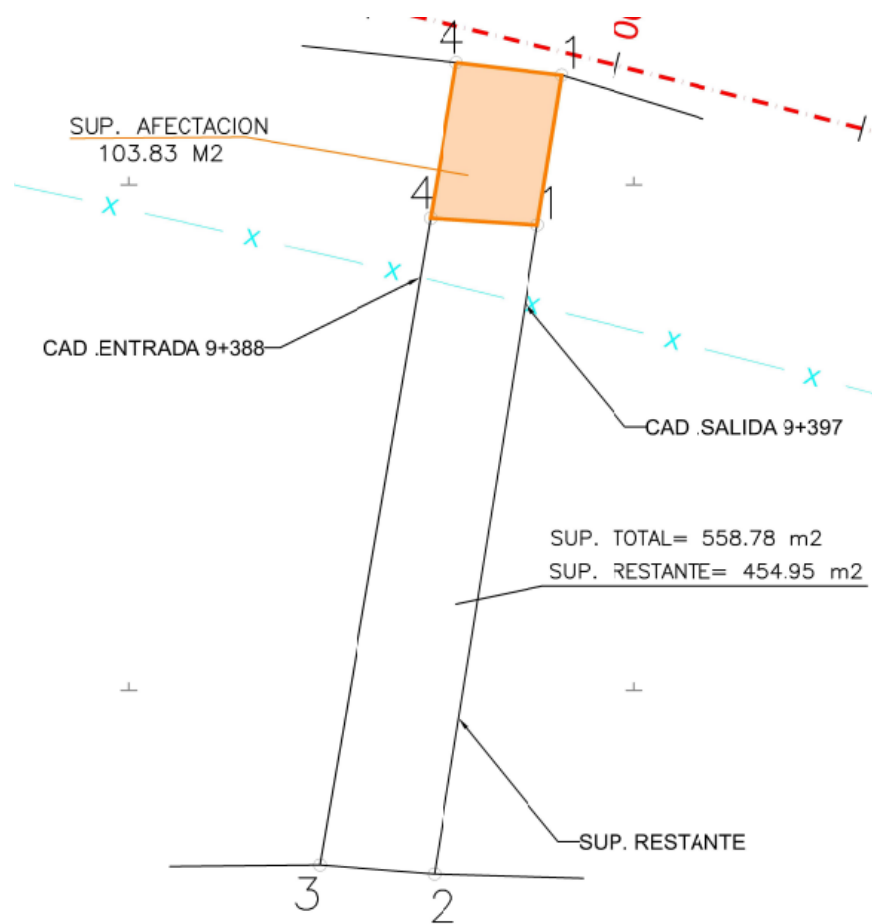 00
4
1
SUP. AFECTACION
103.83 M2
4
1
X
X
X
X
X
X
CAD .ENTRADA 9+388
CAD .SALIDA 9+397
SUP. TOTAL= 558.78 m2
SUP. RESTANTE= 454.95 m2
SUP. RESTANTE
3
2